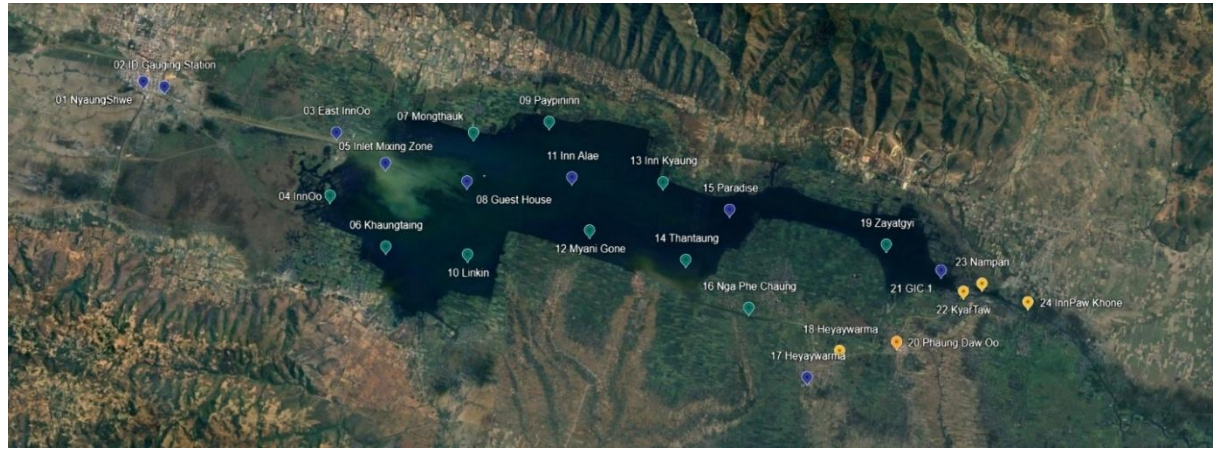 02 ID Gauging Station
01 NyaungShwe
03 East InnOo
07 Mongthauk
09 Paypininn
05 Inlet Mixing Zone
11 Inn Alae
13 Inn Kyaung
04 InnOo
08 Guest House
15 Paradise
06 Khaungtaing
10 Linkin
12 Myani Gone
14 Thantaung
19 Zayatgyi
16 Nga Phe Chaung
21 GIC 1
23 Nampan
22 KyarTaw
24 InnPaw Khone
18 Heyaywarma
20 Phaung Daw Oo
17 Heyaywarma